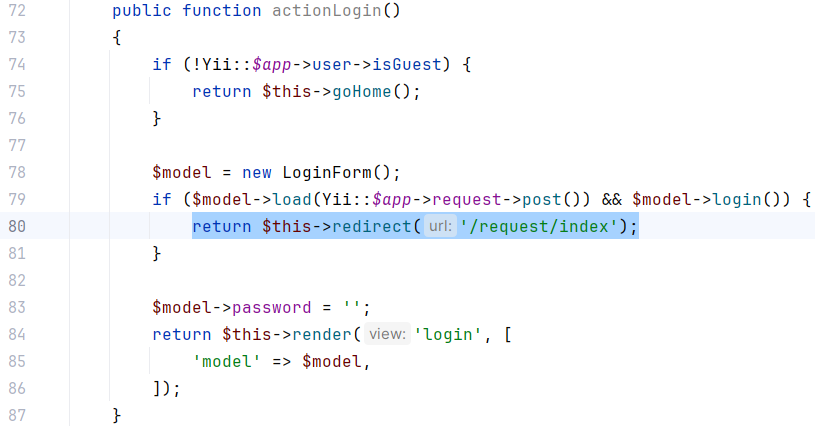 72 public function actionLogin()
73 {
74 if (!Yii::$app->user->isGuest) {
75 return $this->goHome();
76 }
77
78 $model = new LoginForm();
79 if ($model->load(Yii::$app->request->post()) && $model->login()) {
80 return $this->redirect( url: '/request/index');
81 }
82
83 $model->password = '';
84 return $this->render( view: 'login', [
85 'model' => $model,
86 ]);
87 }